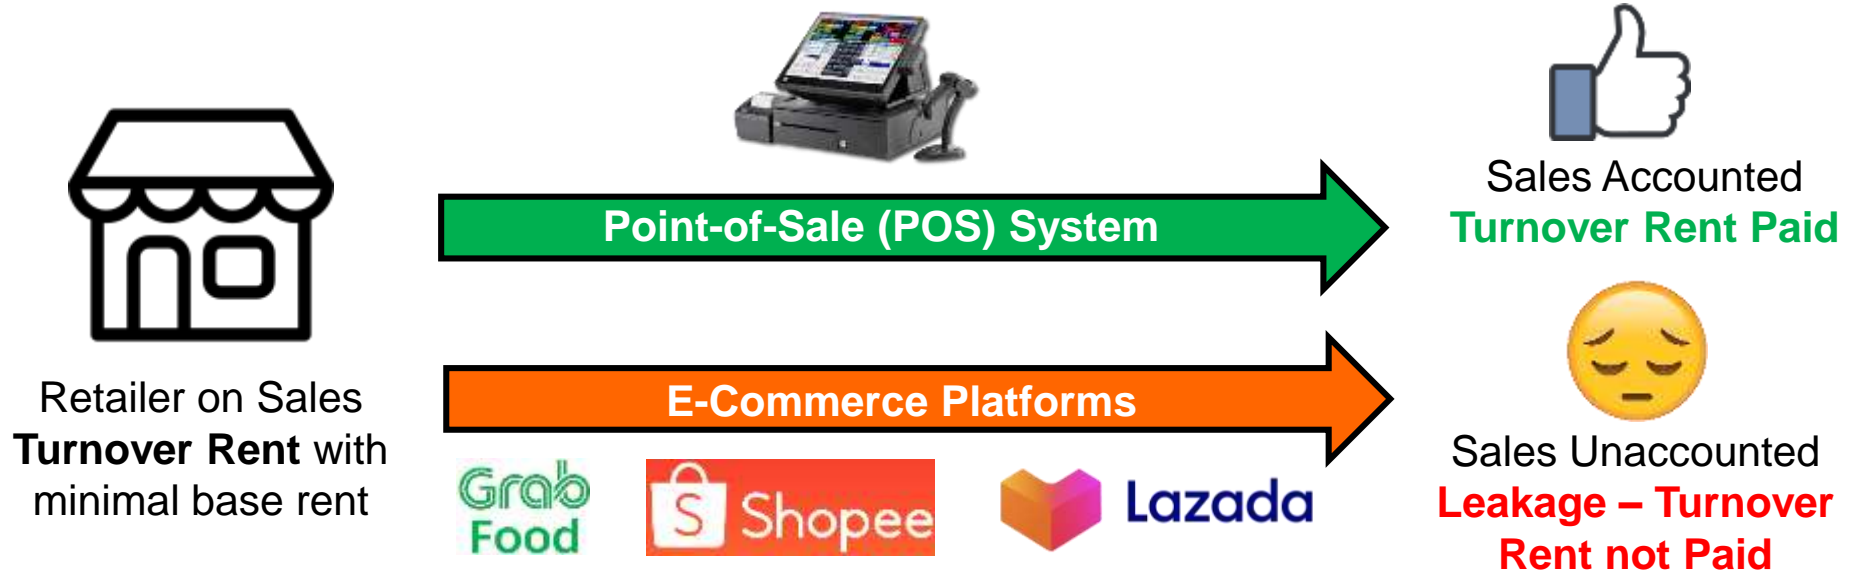 Retailer on Sales
Turnover Rent with
minimal base rent
Point-of-Sale (POS) System
E-Commerce Platforms
Grab
Food
S Shopee
Lazada
Sales Accounted
Turnover Rent Paid
Sales Unaccounted
Leakage – Turnover
Rent not Paid